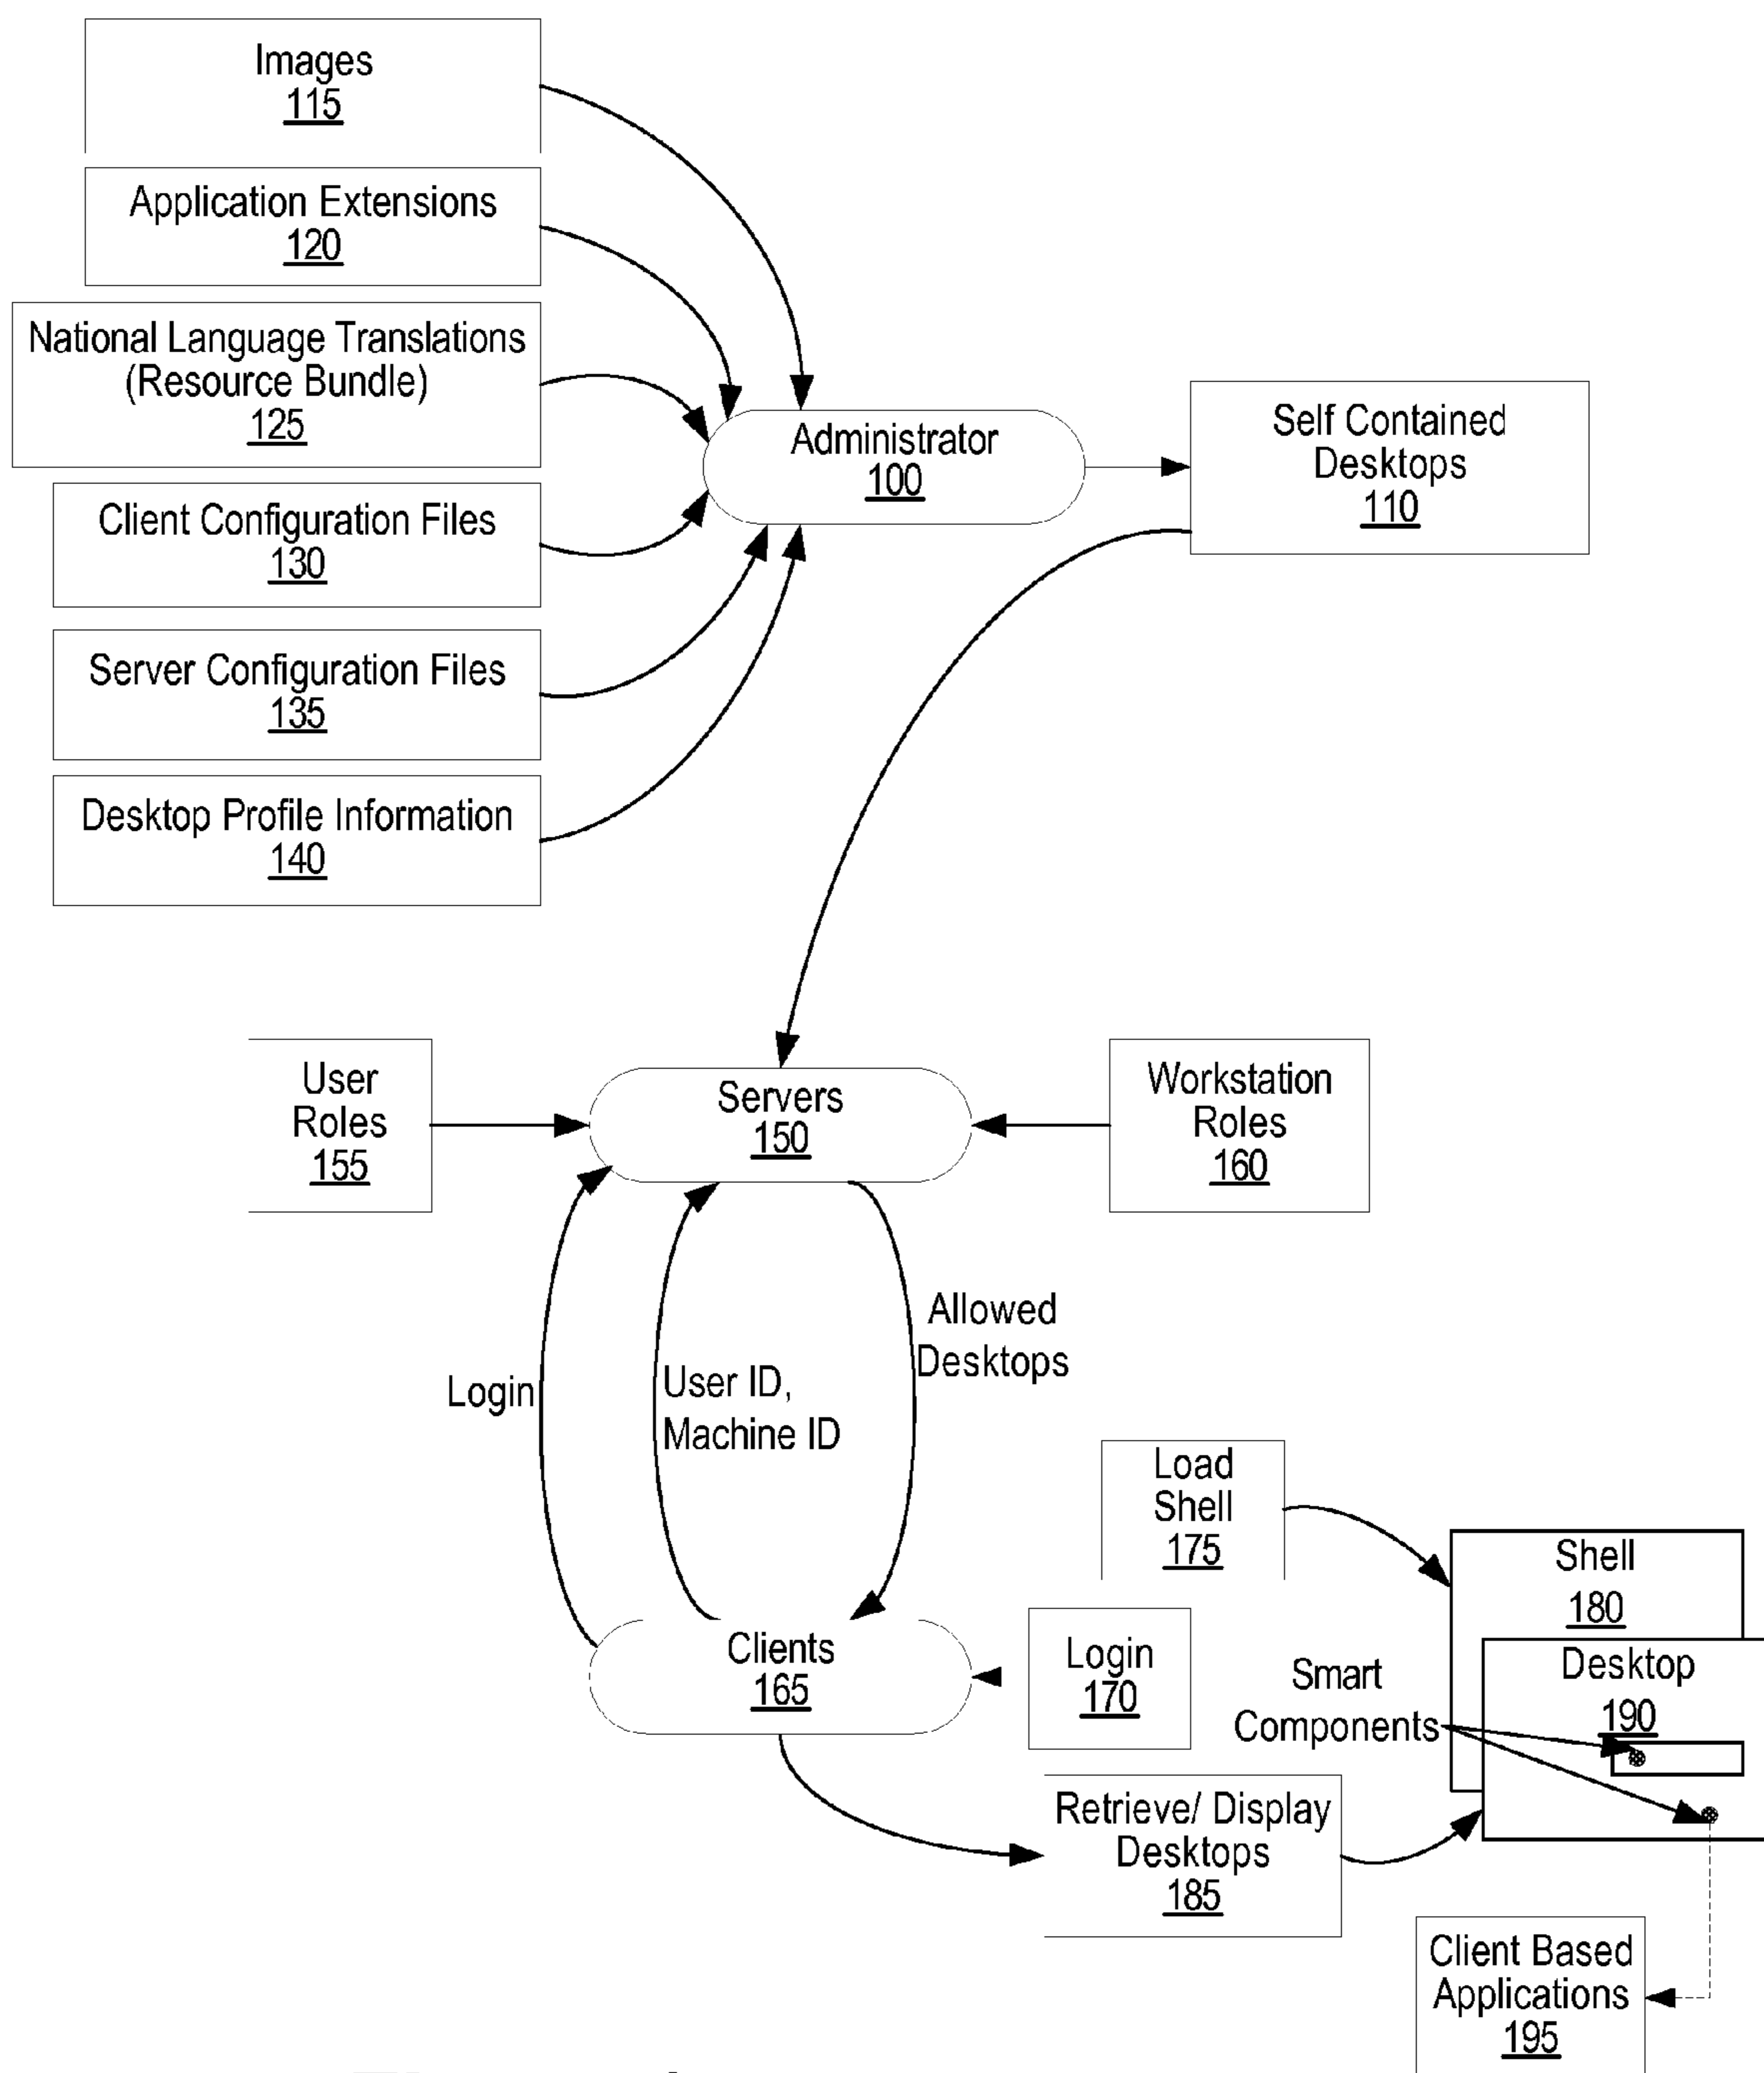 Images
115
Application Extensions
120
National Language Translations
(Resource Bundle)
125
Client Configuration Files
130
Server Configuration Files
135
Desktop Profile Information
140
Administrator
100
Self Contained
Desktops
110
User
Roles
155
Servers
150
Workstation
Roles
160
Login
User ID,
Machine ID
Allowed
Desktops
Clients
165
Login
170
Load
Shell
175
Shell
180
Smart
Components
Desktop
190
Retrieve/ Display
Desktops
185
Client Based
Applications
195